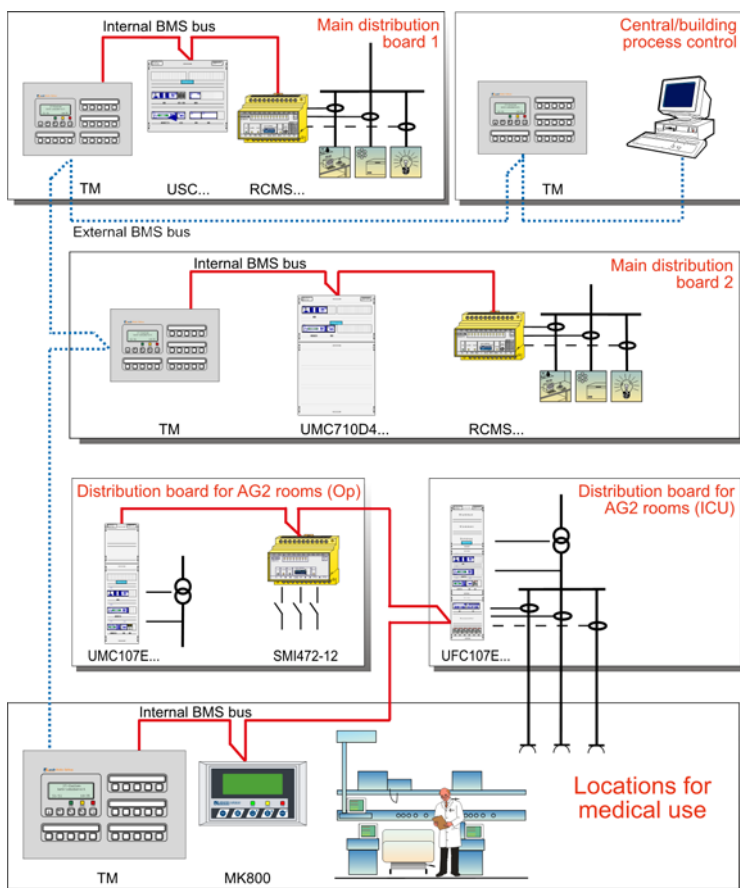 Internal BMS bus
Main distribution
board 1
Central/building
process control
TM
USC...
RCMS...
TM
External BMS bus
Internal BMS bus
Main distribution
board 2
TM
UMC710D4...
RCMS...
Distribution board for AG2 rooms (Op)
Distribution board for
AG2 rooms (ICU)
UMC107E...
SMI472-12
UFC107E...
Internal BMS bus
Locations for
medical use
TM
MK800